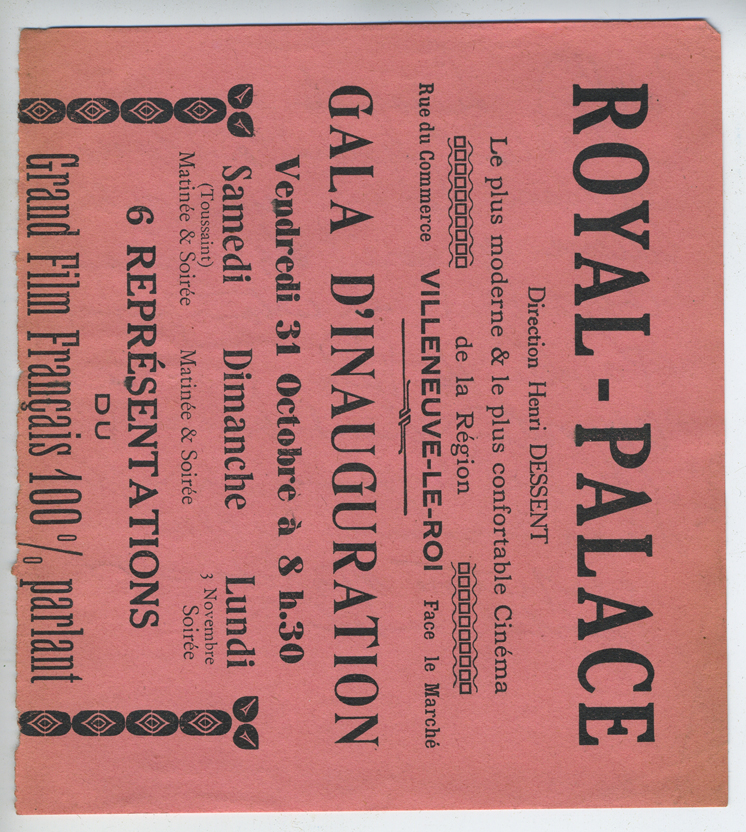 ROYAL - PALACE
Direction Henri DESSENT
Le plus moderne & le plus confortable Cinéma
de la Région
Rue du Commerce VILLENEUVE-LE-ROI Face le Marché
GALA D'INAUGURATION
Vendredi 31 Octobre à 8 h.30
Samedi Dimanche Lundi
(Toussaint) 3 Novembre
Matinée & Soirée Matinée & Soirée Soirée
6 REPRÉSENTATIONS
DU
Grand Film Français 100 % parlant